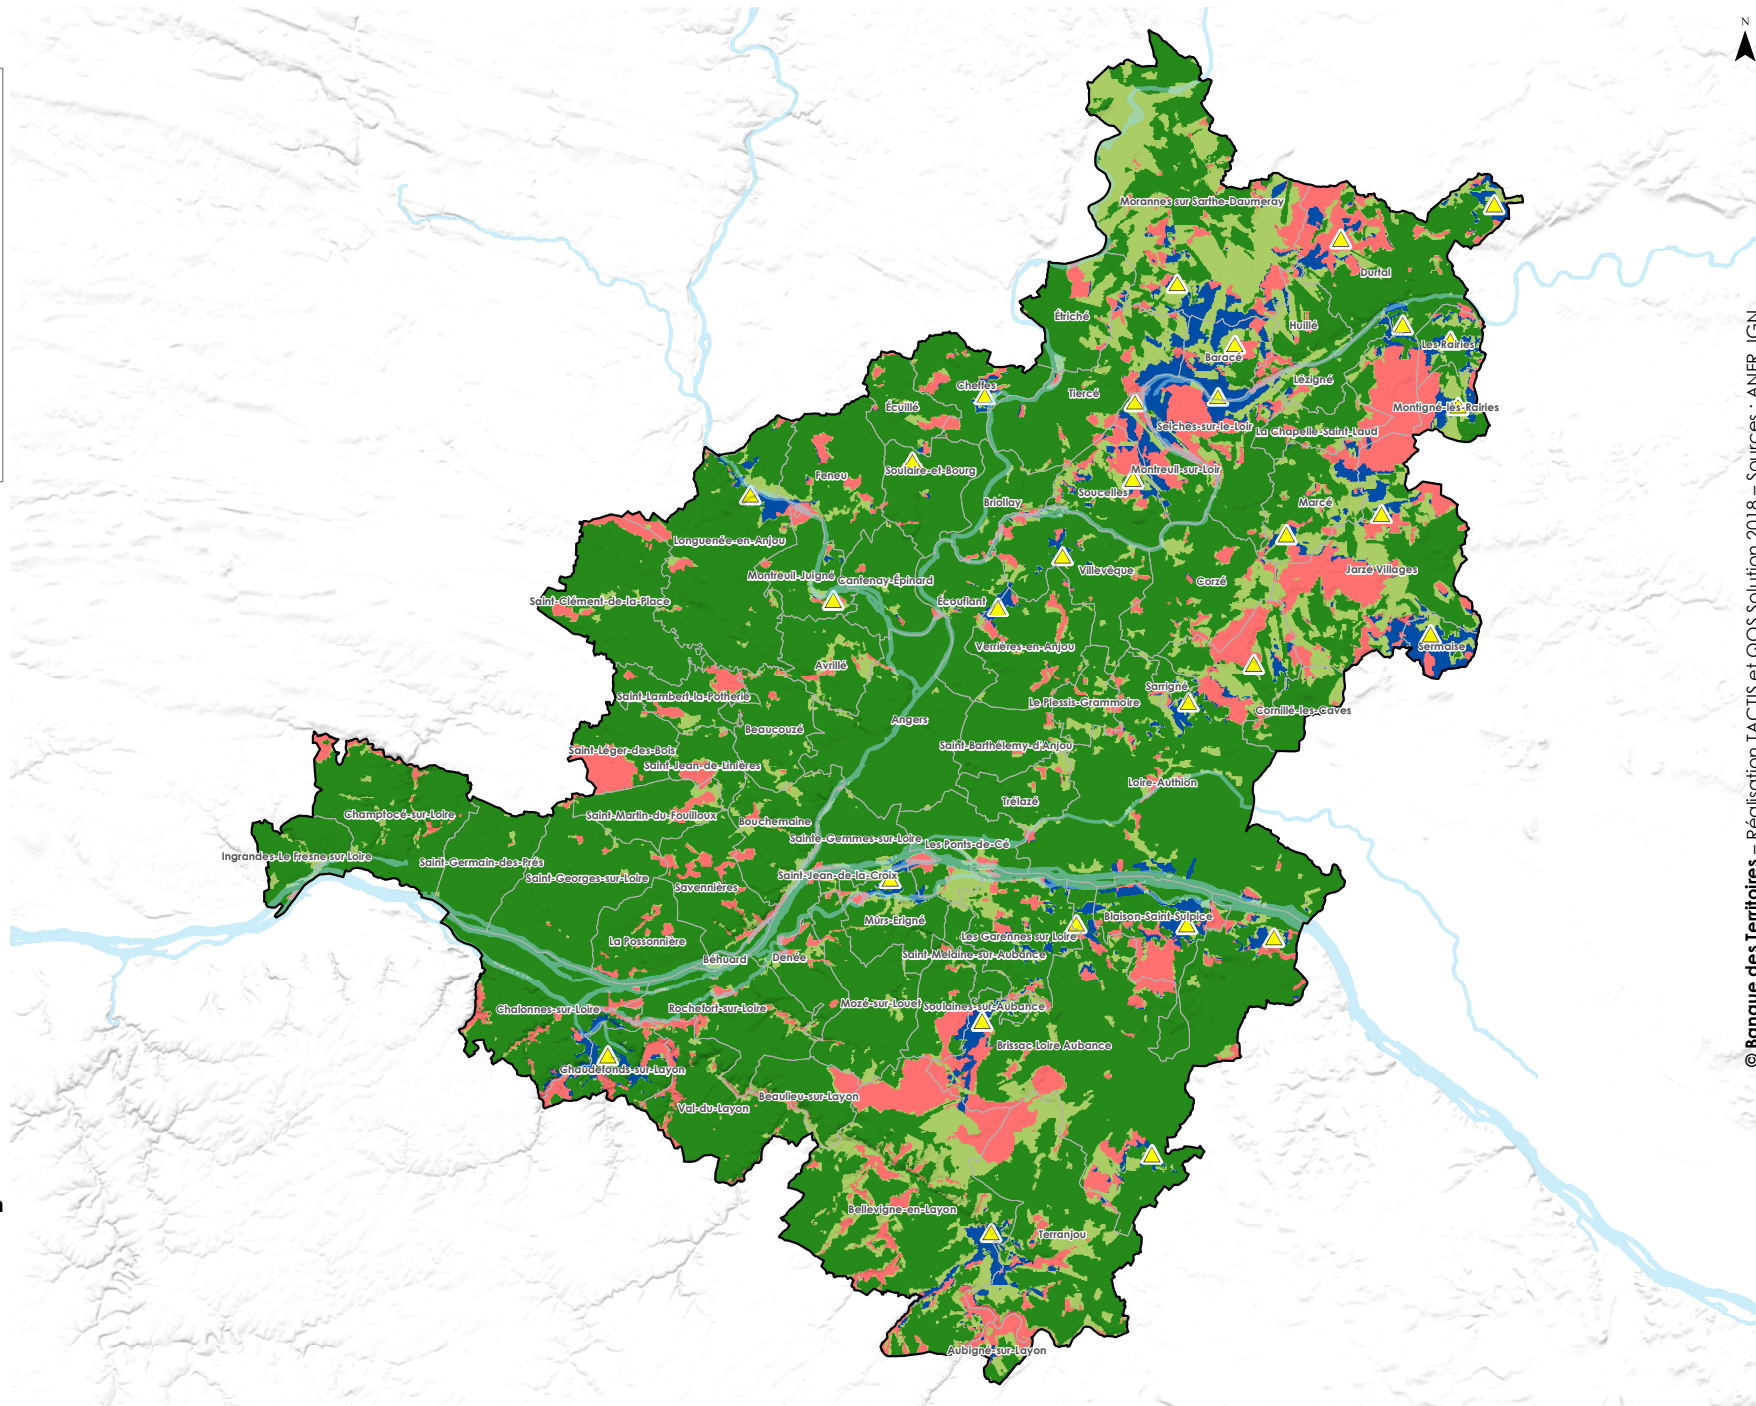 N
Morannes sur Sarthe-Daumeray
Durtal
Étriché
Huillé
Les Rairies
Baracé
Lézigné
Cheffes
Tiercé
Écuillé
Montigné-lès-Rairies
Seiches-sur-le-Loir
La Chapelle-Saint-Laud
Soulaire-et-Bourg
Montreuil-sur-Loir
Feneu
Soucelles
Briollay
Marcé
Longuenée-en-Anjou
Villevêque
Jarzé Villages
Montreuil-Juigné
Cantenay-Épinard
Corzé
Saint-Clément-de-la-Place
Écouflant
Verrières-en-Anjou
Sermaise
Avrillé
Sarrigné
Saint-Lambert-la-Potherie
Le Plessis-Grammoire
Cornillé-les-Caves
Angers
Beaucouzé
Saint-Barthélemy-d'Anjou
Saint-Léger-des-Bois
Saint-Jean-de-Linières
Loire-Authion
Trélazé
Champtocé-sur-Loire
Saint-Martin-du-Fouilloux
Bouchemaine
Sainte-Gemmes-sur-Loire
Les Ponts-de-Cé
Ingrandes-Le Fresne sur Loire
Saint-Germain-des-Prés
Saint-Georges-sur-Loire
Saint-Jean-de-la-Croix
Savennières
Blaison-Saint-Sulpice
Mûrs-Erigné
La Possonnière
Les Garennes sur Loire
Saint-Melaine-sur-Aubance
Béhuard
Denée
Chalonnes-sur-Loire
Rochefort-sur-Loire
Mozé-sur-Louet
Soulaines-sur-Aubance
Brissac Loire Aubance
Chaudefonds-sur-Layon
Beaulieu-sur-Layon
Val-du-Layon
Bellevigne-en-Layon
Terranjou
Aubigné-sur-Layon
© Banque des Territoires – Réalisation TACTIS et QOS Solution 2018 – Sources : ANFR, IGN